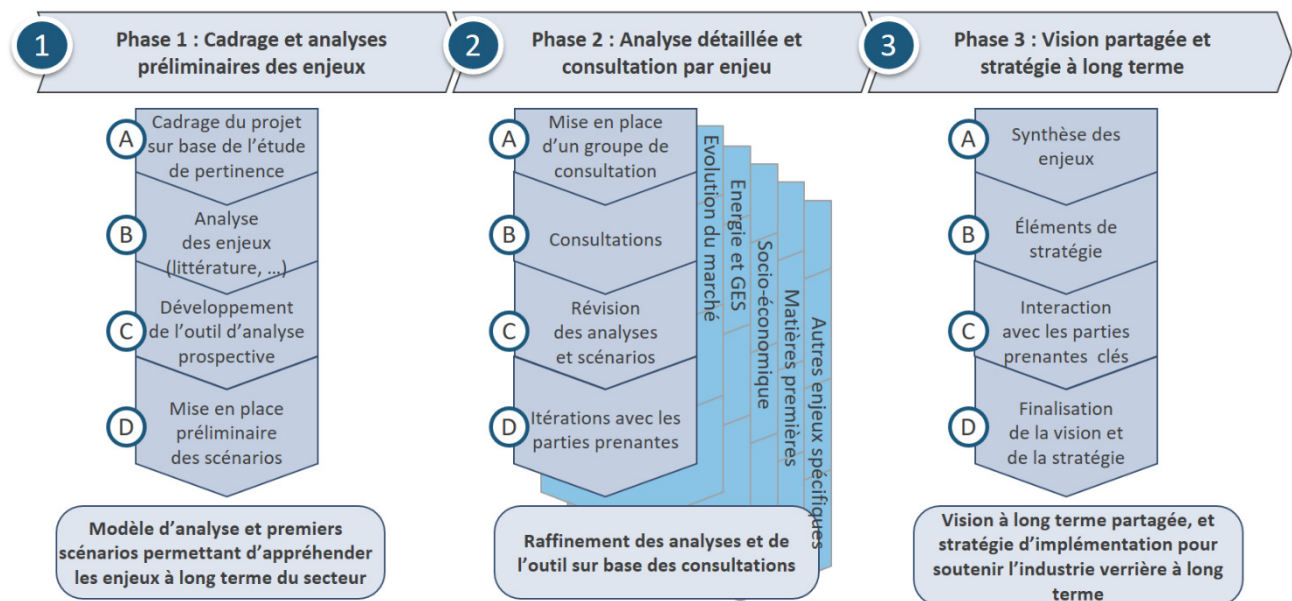 1
Phase 1 : Cadrage et analyses
préliminaires des enjeux
A
Cadrage du projet
sur base de l’étude
de pertinence
B
Analyse
des enjeux
(littérature, …)
C
Développement
de l’outil d’analyse
prospective
D
Mise en place
préliminaire
des scénarios
Modèle d’analyse et premiers
scénarios permettant d’appréhender
les enjeux à long terme du secteur
2
Phase 2 : Analyse détaillée et
consultation par enjeu
A
Mise en place
d’un groupe de
consultation
B
Consultations
C
Révision
des analyses
et scénarios
D
Itérations avec les
parties prenantes
Evolution du marché
Energie et GES
Socio-économique
Matières premières
Autres enjeux spécifiques
Raffinement des analyses et de
l’outil sur base des consultations
3
Phase 3 : Vision partagée et
stratégie à long terme
A
Synthèse des
enjeux
B
Éléments de
stratégie
C
Interaction
avec les parties
prenantes clés
D
Finalisation
de la vision et
de la stratégie
Vision à long terme partagée, et
stratégie d’implémentation pour
soutenir l’industrie verrière à long
terme